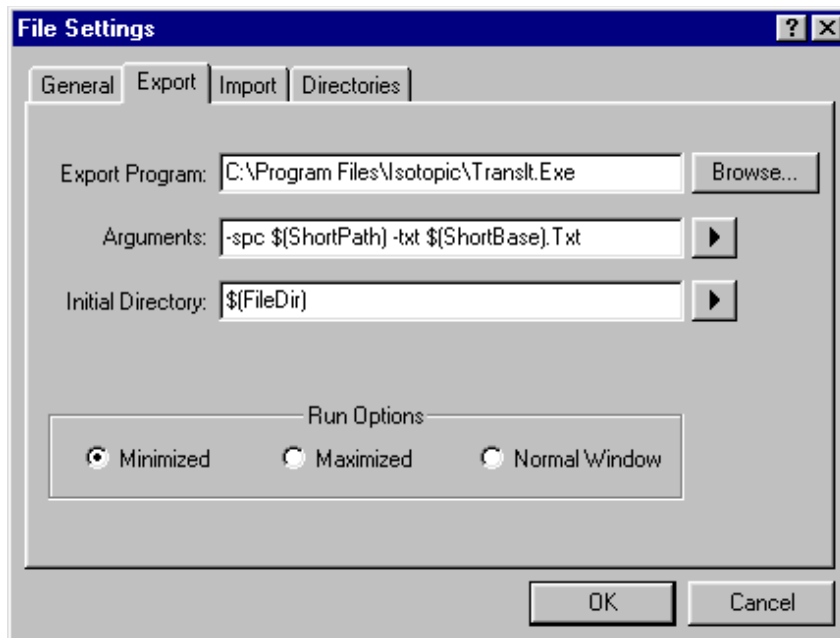 File Settings
General Export Import Directories
Export Program: C:\Program Files\Isotopic\TransIt.Exe Browse...
Arguments: -spc $(ShortPath) -txt $(ShortBase).Txt
Initial Directory: $(FileDir)
Run Options
Minimized Maximized Normal Window
OK Cancel